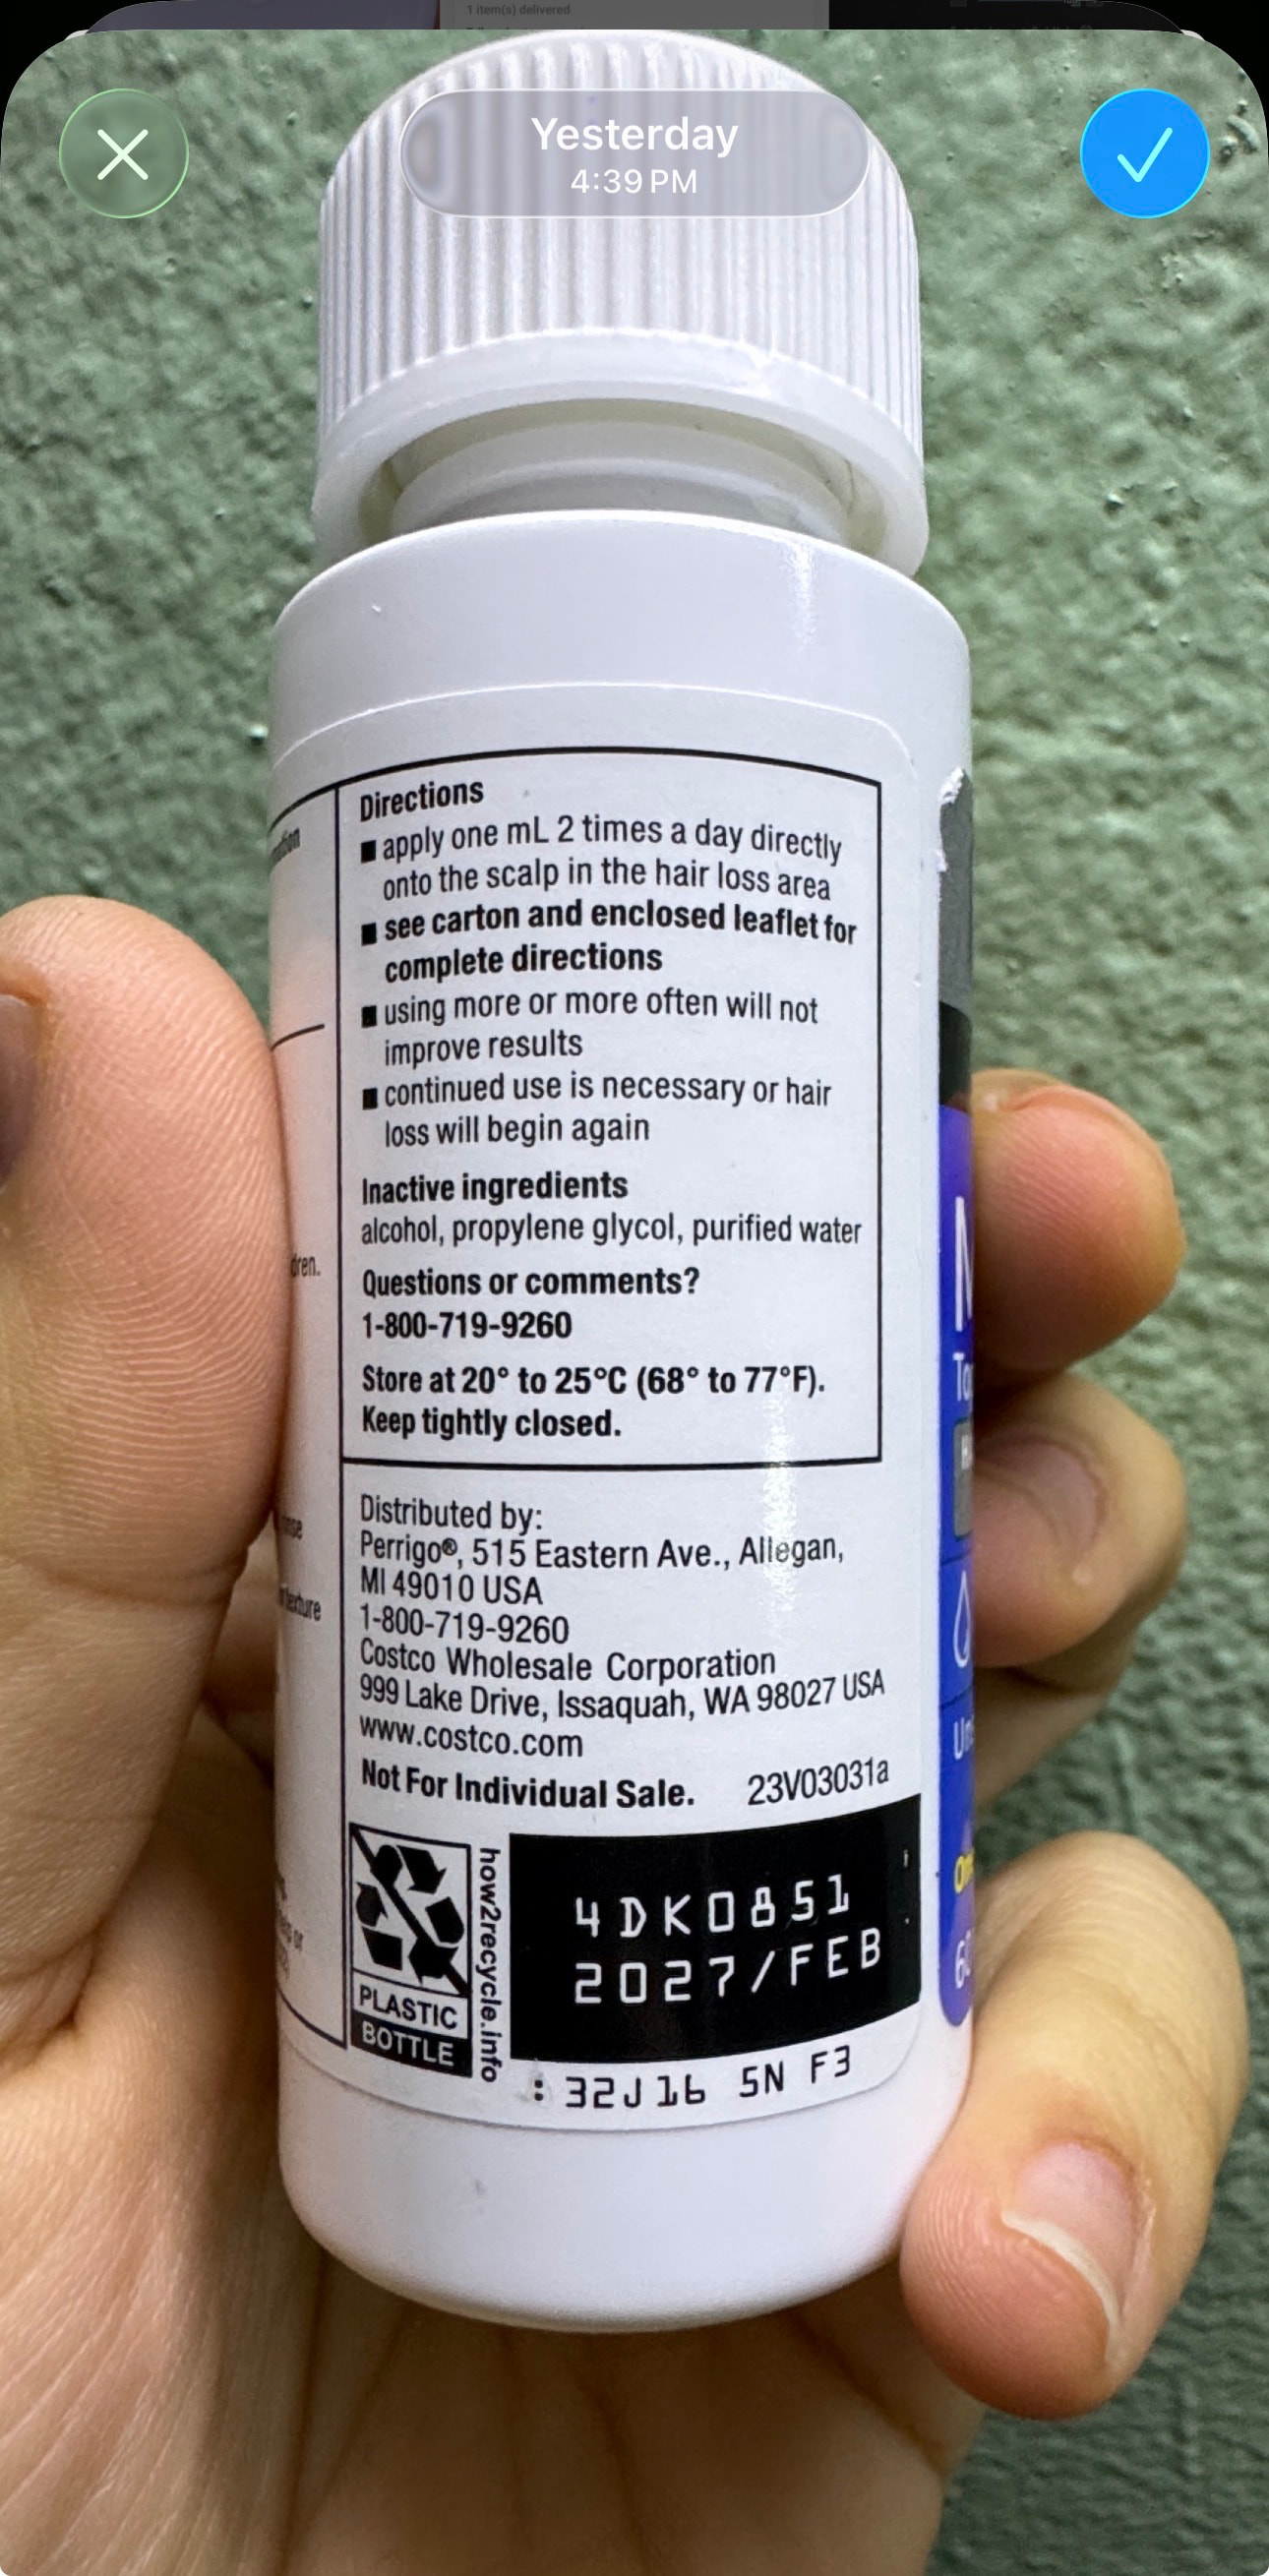 1 item(s) delivered
Yesterday
4:39 PM
Directions
■ apply one mL 2 times a day directly
onto the scalp in the hair loss area
■ see carton and enclosed leaflet for
complete directions
■ using more or more often will not
improve results
■ continued use is necessary or hair
loss will begin again
Inactive ingredients
alcohol, propylene glycol, purified water
Questions or comments?
1-800-719-9260
Store at 20° to 25°C (68° to 77°F).
Keep tightly closed.
Distributed by:
Perrigo®, 515 Eastern Ave., Allegan,
MI 49010 USA
1-800-719-9260
Costco Wholesale Corporation
999 Lake Drive, Issaquah, WA 98027 USA
www.costco.com
Not For Individual Sale. 23V03031a
PLASTIC
BOTTLE
how2recycle.info
4DK0851
2027/FEB
: 32J16 SN F3